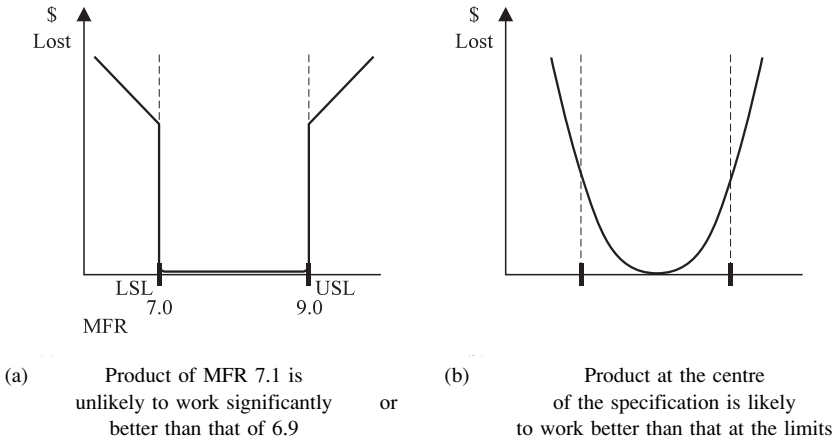 $
Lost
LSL
USL
7.0
9.0
MFR
$
Lost
(a)
Product of MFR 7.1 is
unlikely to work significantly
better than that of 6.9
or
(b)
Product at the centre
of the specification is likely
to work better than that at the limits